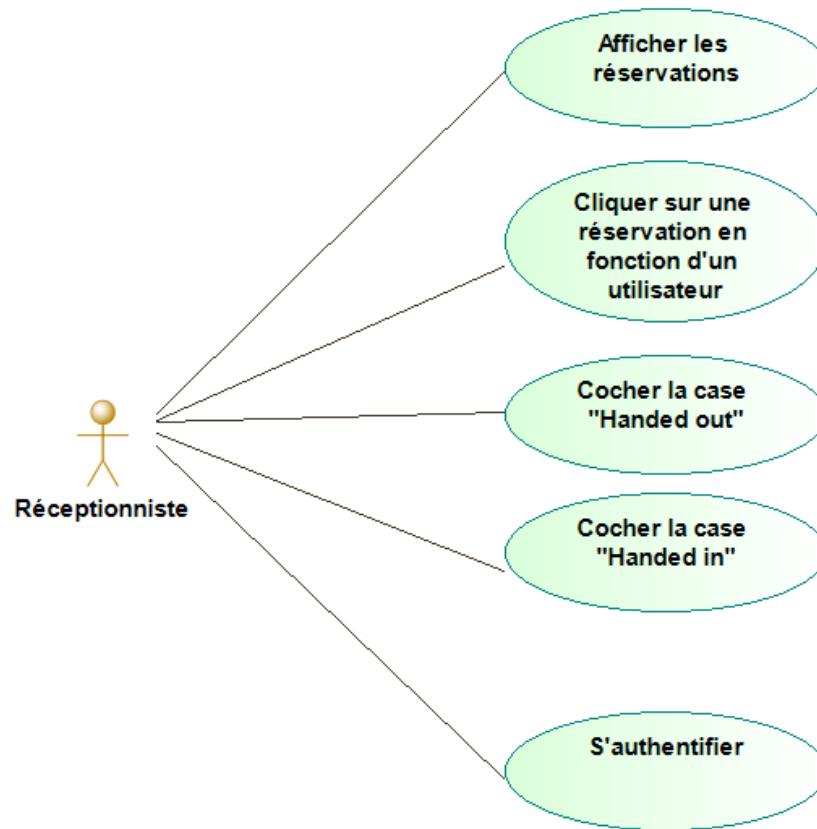 Afficher les
réservations
Cliquer sur une
réservation en
fonction d'un
utilisateur
Cocher la case
"Handed out"
Réceptionniste
Cocher la case
"Handed in"
S'authentifier